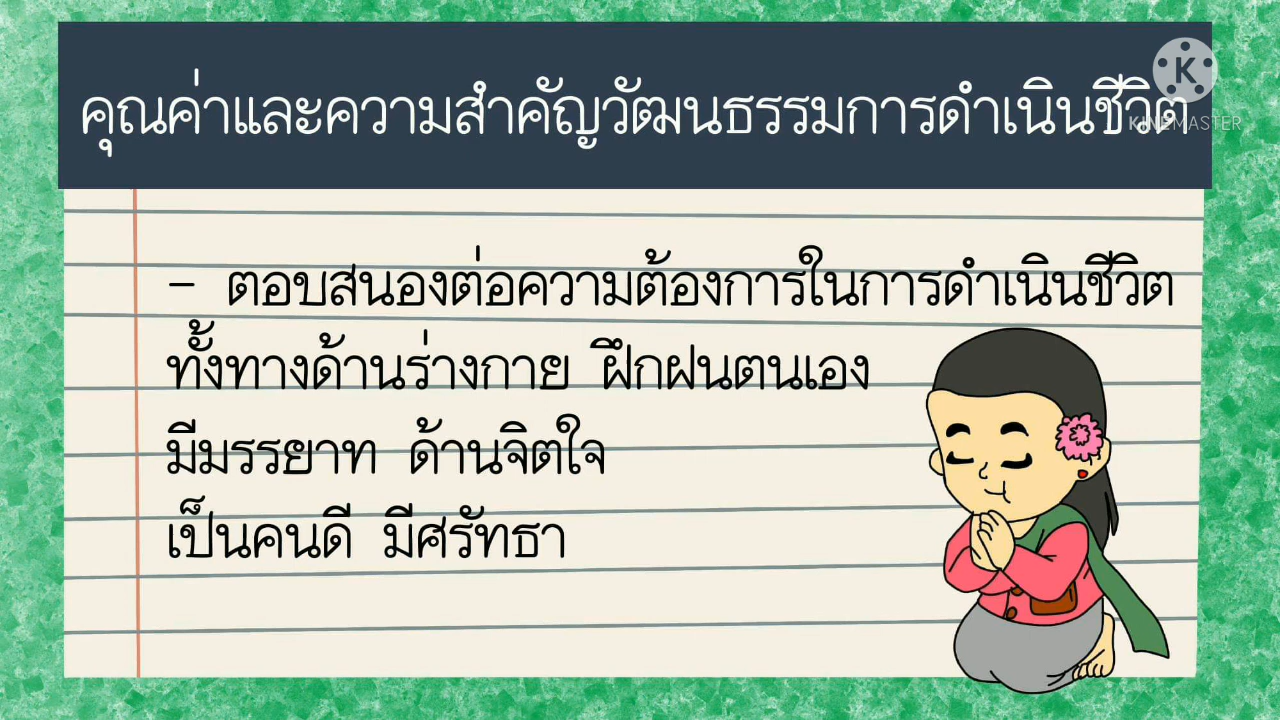 คุณค่าและความสำคัญวัฒนธรรมการดำเนินชีวิต
K
KINEMASTER
- ตอบสนองต่อความต้องการในการดำเนินชีวิต
ทั้งทางด้านร่างกาย ฝึกฝนตนเอง
มีมรรยาท ด้านจิตใจ
เป็นคนดี มีศรัทธา